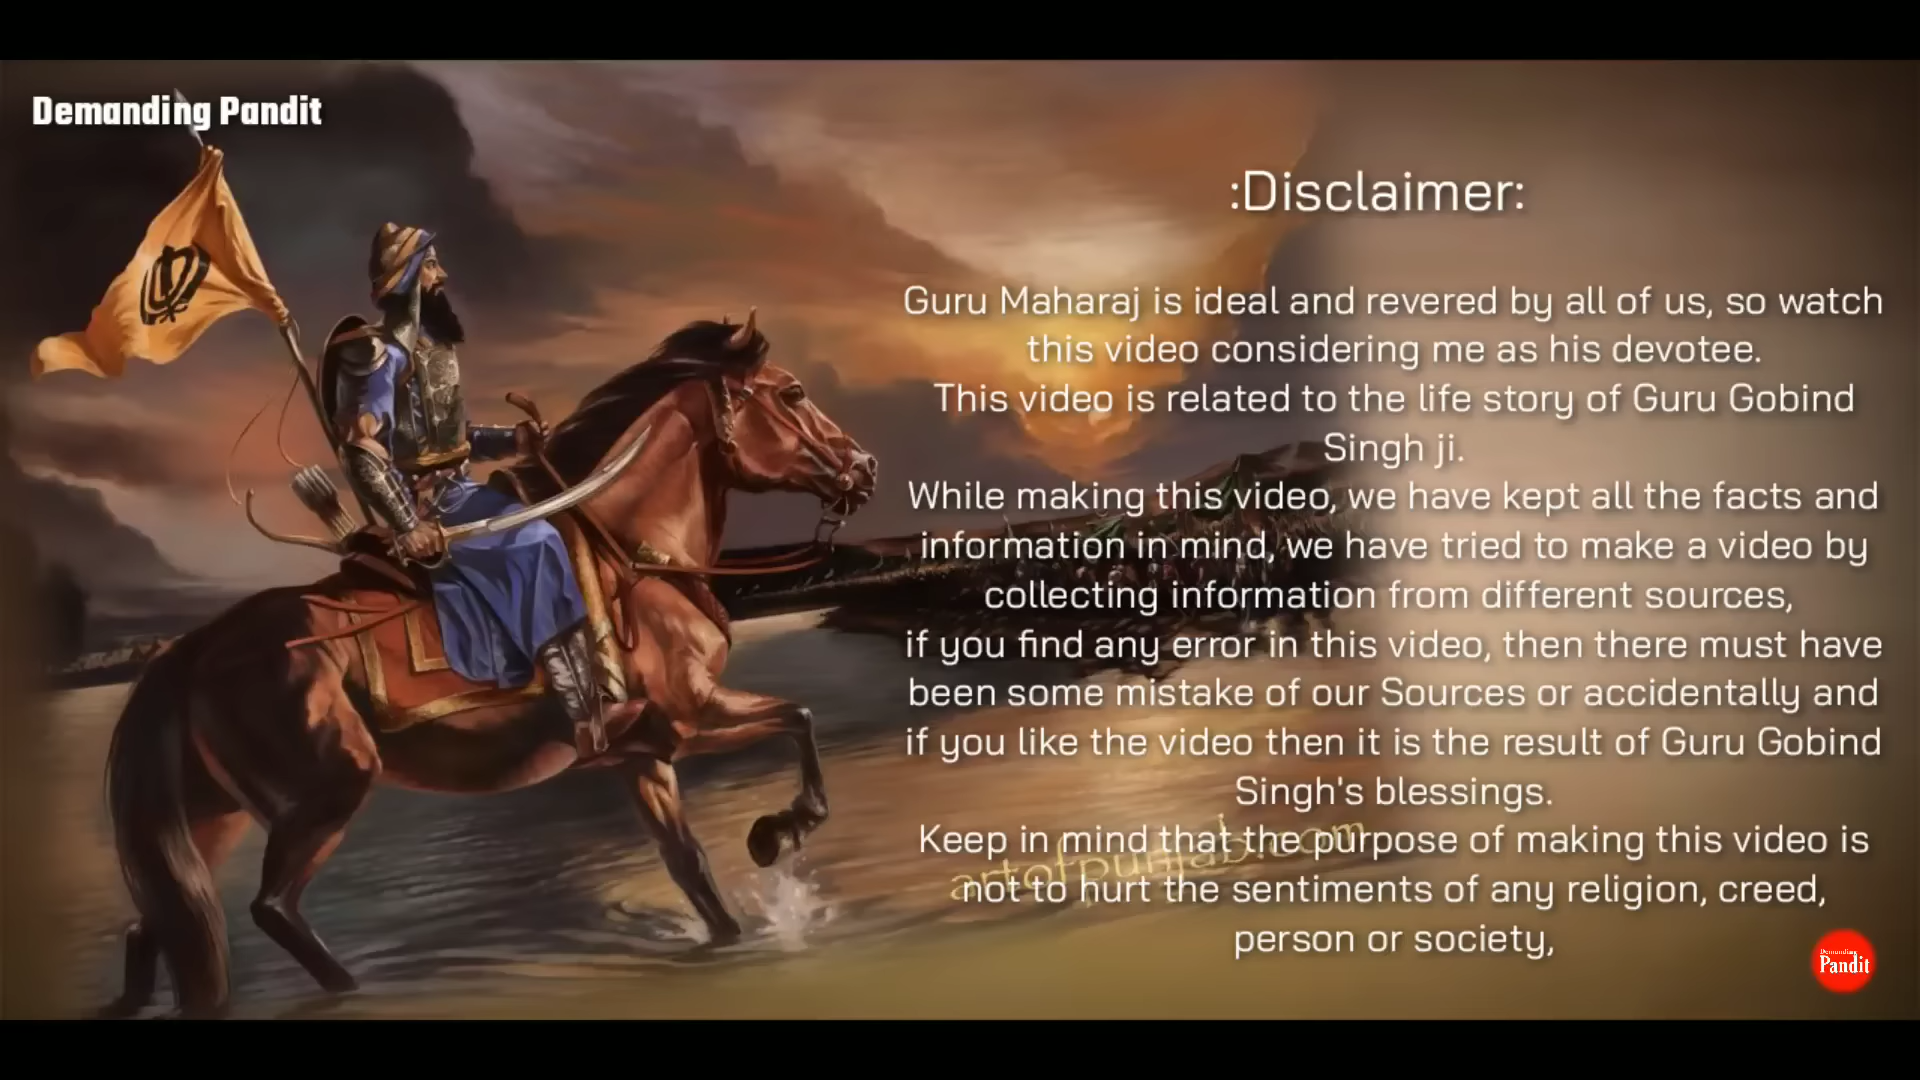 Demanding Pandit
:Disclaimer:
Guru Maharaj is ideal and revered by all of us, so watch
this video considering me as his devotee.
This video is related to the life story of Guru Gobind
Singh ji.
While making this video, we have kept all the facts and
information in mind, we have tried to make a video by
collecting information from different sources,
if you find any error in this video, then there must have
been some mistake of our Sources or accidentally and
if you like the video then it is the result of Guru Gobind
Singh's blessings.
Keep in mind that the purpose of making this video is
artofpunjab.com
not to hurt the sentiments of any religion, creed,
person or society,
Demanding
Pandit